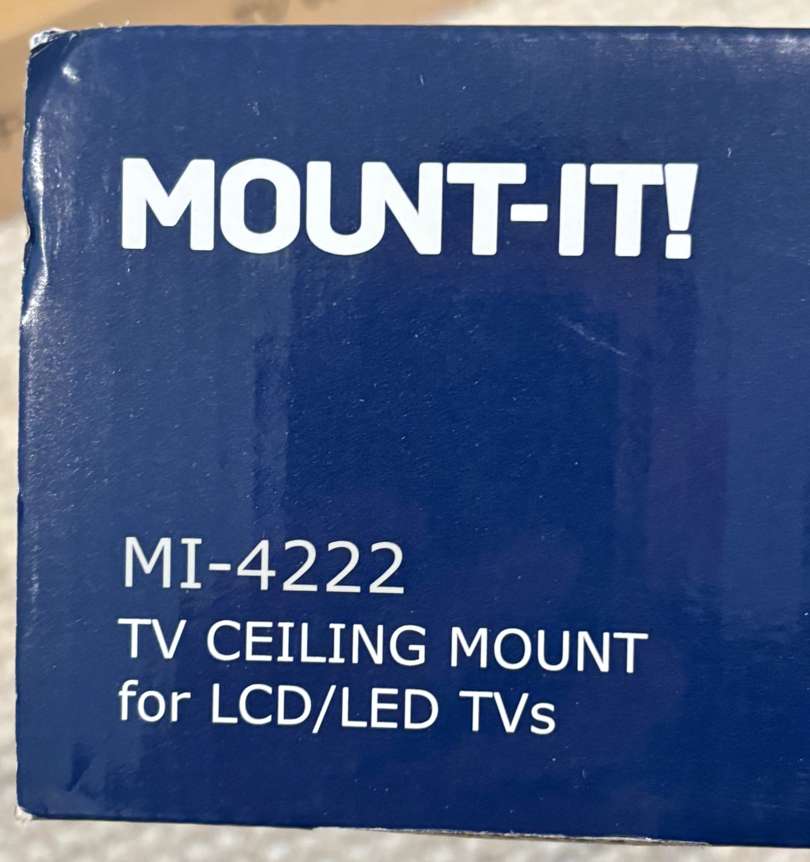 MOUNT-IT!
MI-4222
TV CEILING MOUNT
for LCD/LED TVs